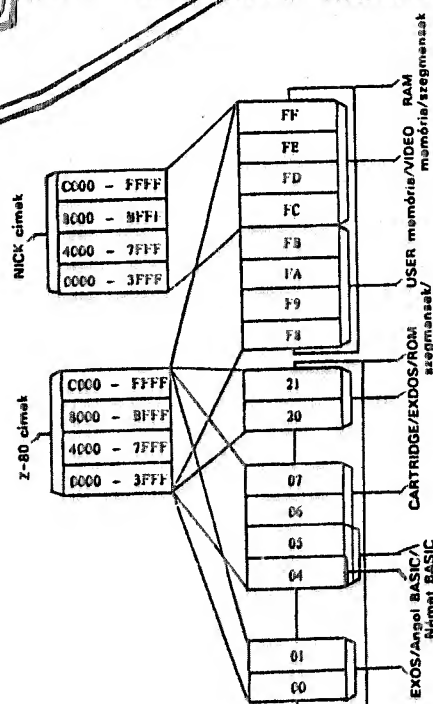 NICK címek
C000 - FFFF
8000 - BFFF
4000 - 7FFF
0000 - 3FFF
Z-80 címek
C000 - FFFF
8000 - BFFF
4000 - 7FFF
0000 - 3FFF
FF
FE
FD
FC
FB
FA
F9
F8
21
20
07
06
05
04
01
00
USER memória/VIDEO RAM
memória/szegmensek
CARTRIDGE/EXDOS/ROM
szegmensek/
EXOS/Angol BASIC/
Német BASIC